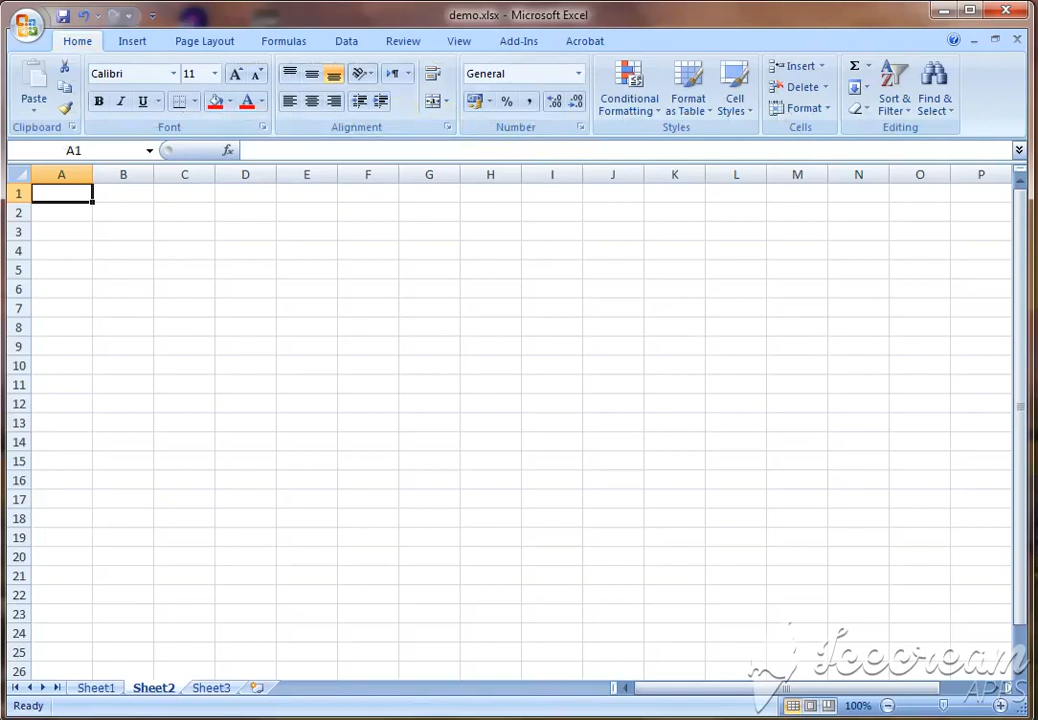 demo.xlsx - Microsoft Excel
Home Insert Page Layout Formulas Data Review View Add-Ins Acrobat
Paste
Calibri 11
B I U
A A
General
% ,
Conditional Formatting
Format as Table
Cell Styles
Insert
Delete
Format
Σ
Sort & Filter
Find & Select
Clipboard Font Alignment Number Styles Cells Editing
A1 fx
A B C D E F G H I J K L M N O P
1
2
3
4
5
6
7
8
9
10
11
12
13
14
15
16
17
18
19
20
21
22
23
24
25
26
Sheet1 Sheet2 Sheet3
Ready 100%
Icecream
APPS